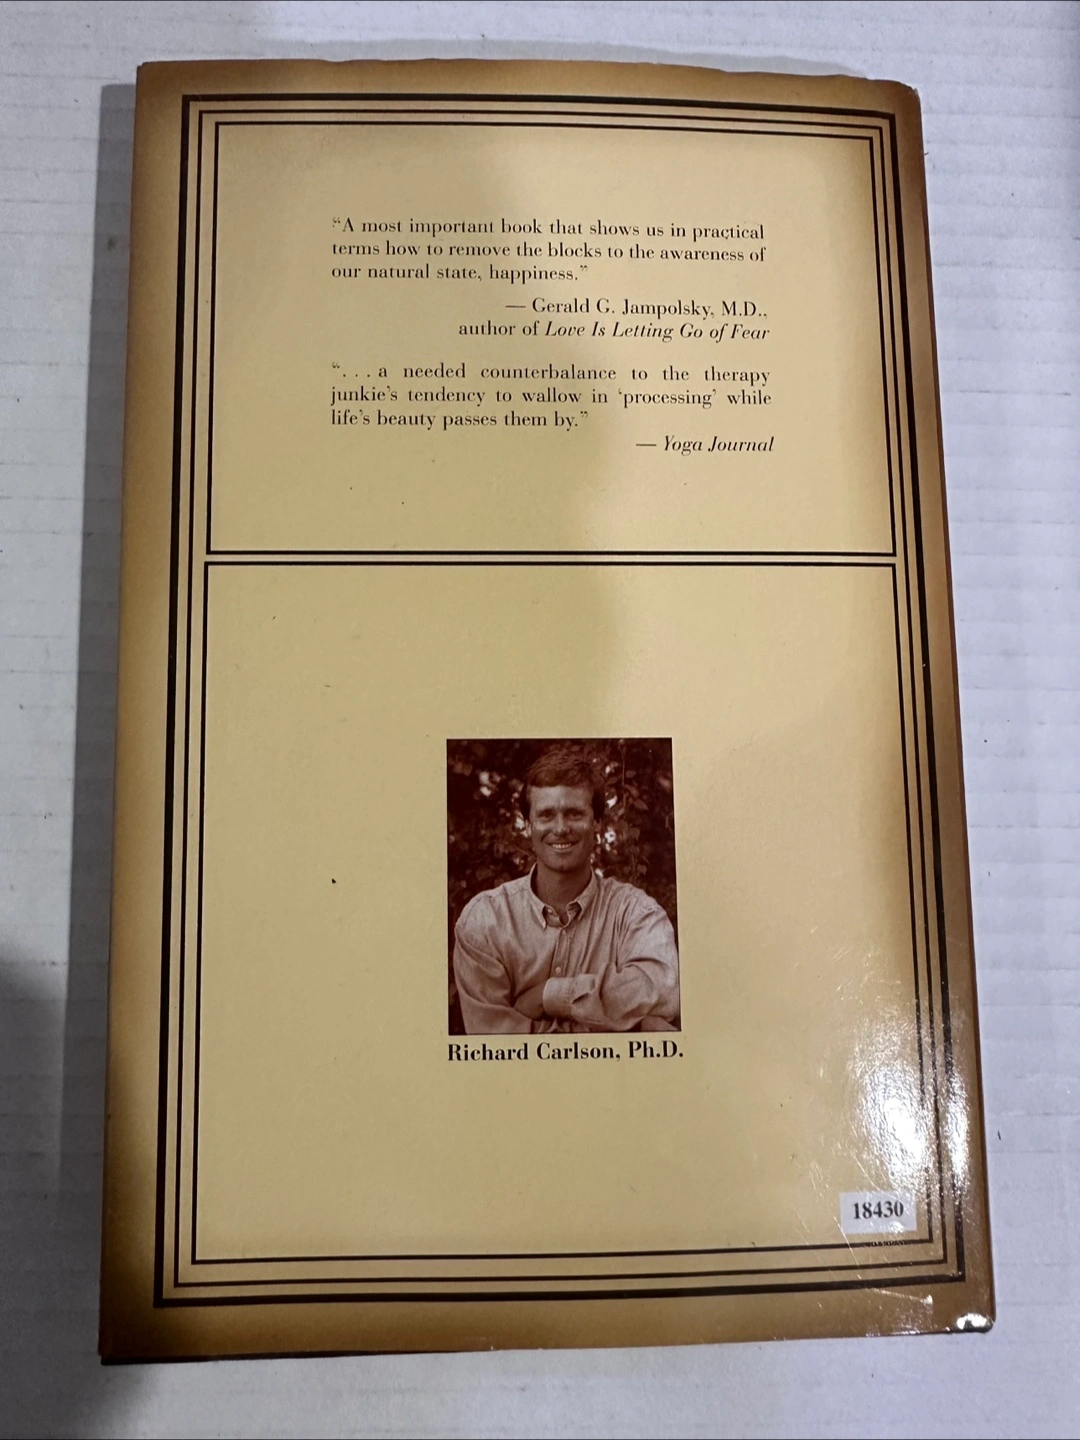 “A most important book that shows us in practical
terms how to remove the blocks to the awareness of
our natural state, happiness.”
— Gerald G. Jampolsky, M.D.,
author of Love Is Letting Go of Fear
“. . . a needed counterbalance to the therapy
junkie’s tendency to wallow in ‘processing’ while
life’s beauty passes them by.”
— Yoga Journal
Richard Carlson, Ph.D.
18430